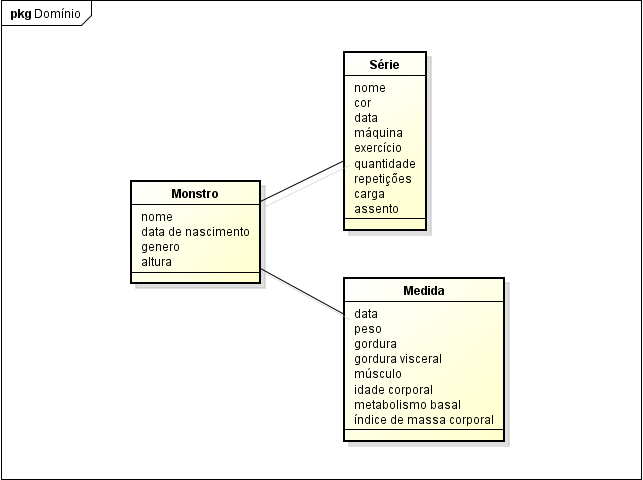 pkg Domínio
Série
nome
cor
data
máquina
exercício
quantidade
repetições
carga
assento
Monstro
nome
data de nascimento
genero
altura
Medida
data
peso
gordura
gordura visceral
músculo
idade corporal
metabolismo basal
índice de massa corporal